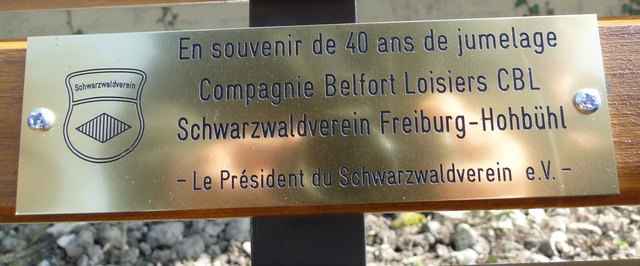 Schwarzwaldverein
En souvenir de 40 ans de jumelage
Compagnie Belfort Loisiers CBL
Schwarzwaldverein Freiburg-Hohbühl
– Le Président du Schwarzwaldverein e.V. –